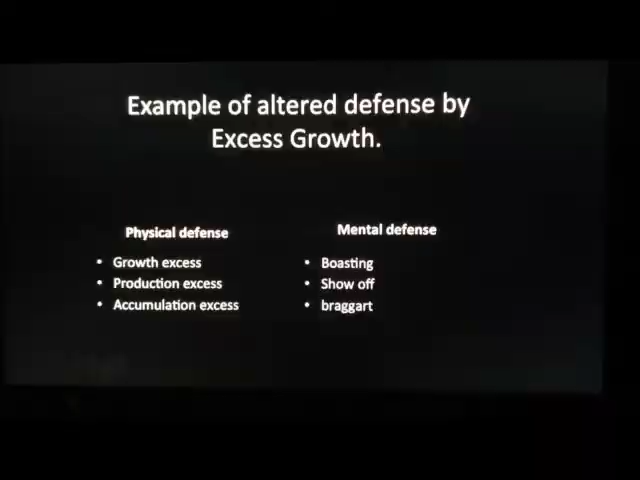 Example of altered defense by
Excess Growth.
Physical defense
• Growth excess
• Production excess
• Accumulation excess
Mental defense
• Boasting
• Show off
• braggart